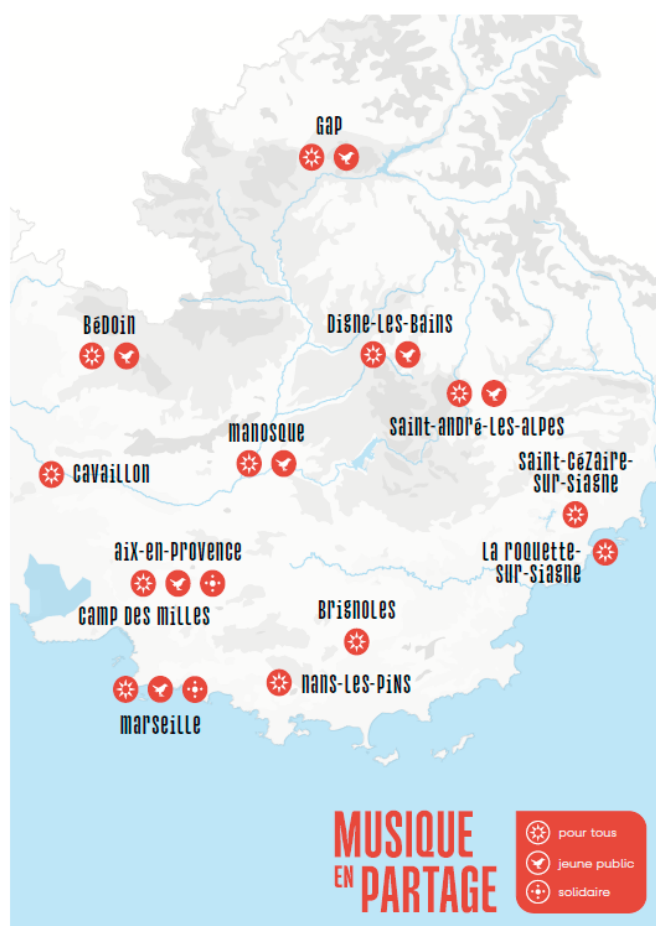 Gap
Bédoin
Digne-les-Bains
Saint-André-les-Alpes
Manosque
Cavaillon
Saint-Cézaire-
sur-Siagne
La Roquette-
sur-Siagne
Aix-en-Provence
Camp des Milles
Brignoles
Nans-les-Pins
Marseille
MUSIQUE
EN PARTAGE
pour tous
jeune public
solidaire